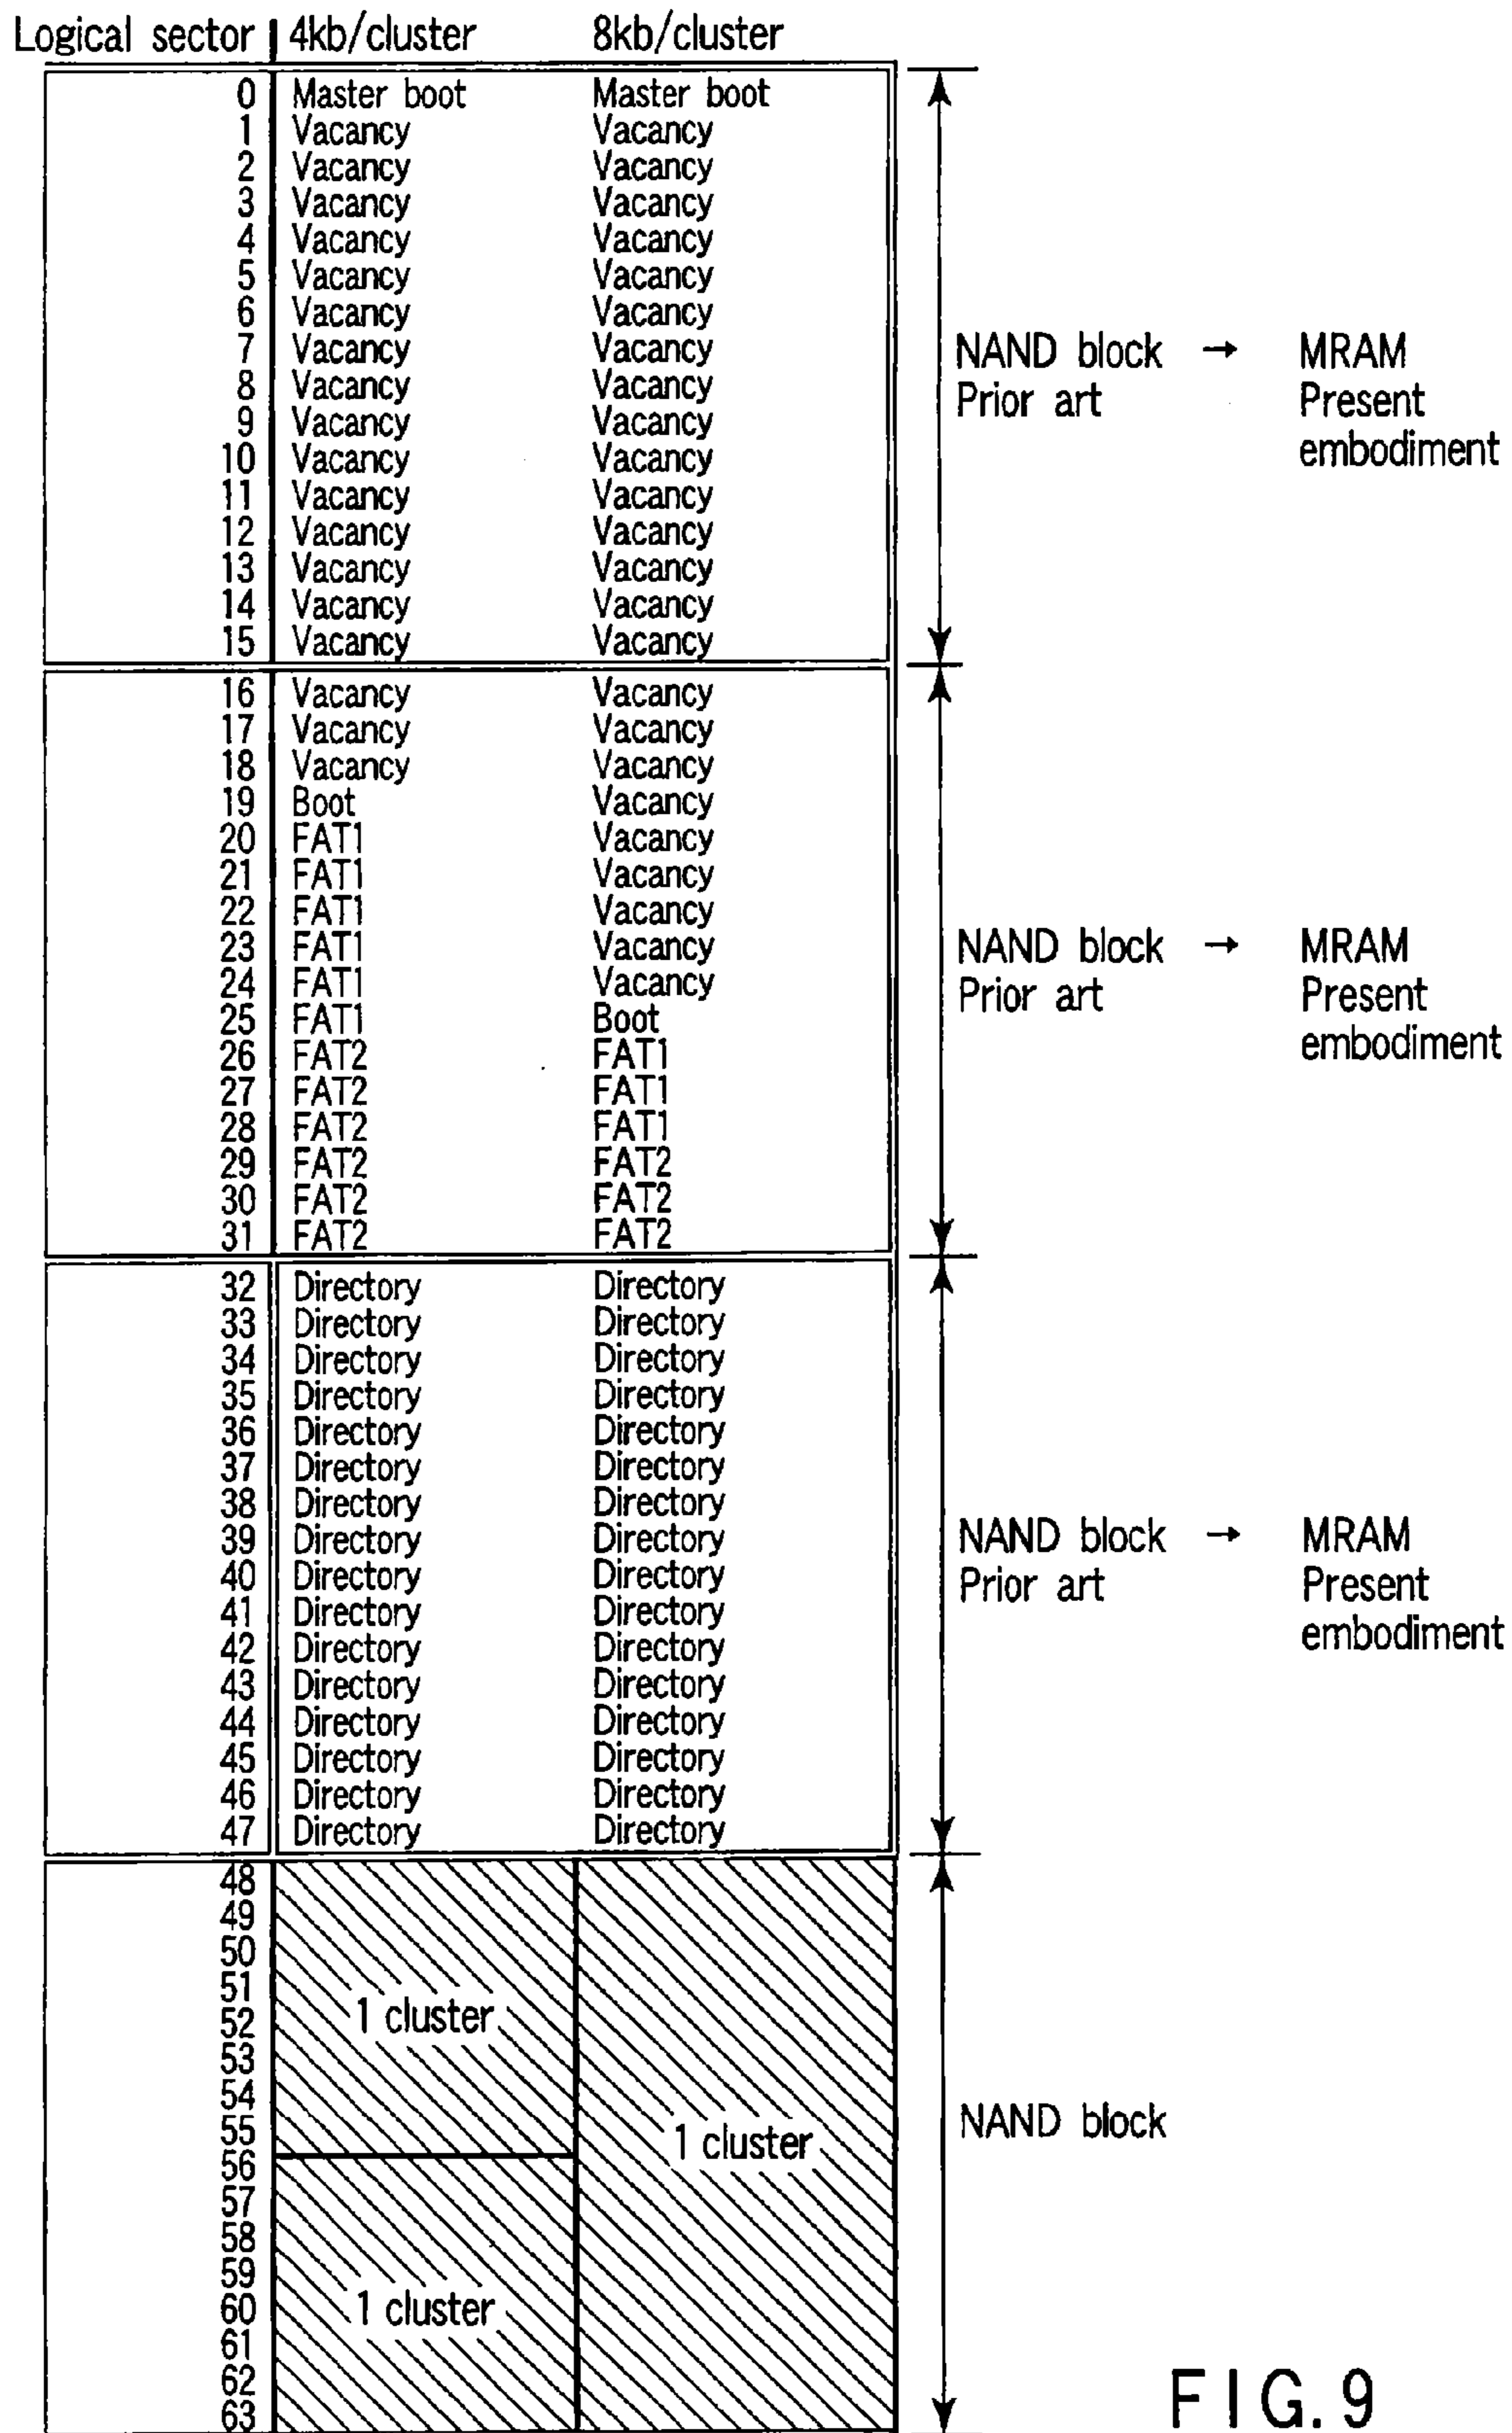 Logical sector 4kb/cluster 8kb/cluster
0 Master boot Master boot
1 Vacancy Vacancy
2 Vacancy Vacancy
3 Vacancy Vacancy
4 Vacancy Vacancy
5 Vacancy Vacancy
6 Vacancy Vacancy
7 Vacancy Vacancy
8 Vacancy Vacancy
9 Vacancy Vacancy
10 Vacancy Vacancy
11 Vacancy Vacancy
12 Vacancy Vacancy
13 Vacancy Vacancy
14 Vacancy Vacancy
15 Vacancy Vacancy
NAND block → MRAM
Prior art Present
embodiment
16 Vacancy Vacancy
17 Vacancy Vacancy
18 Vacancy Vacancy
19 Boot Vacancy
20 FAT1 Vacancy
21 FAT1 Vacancy
22 FAT1 Vacancy
23 FAT1 Vacancy
24 FAT1 Vacancy
25 FAT1 Boot
26 FAT2 FAT1
27 FAT2 FAT1
28 FAT2 FAT1
29 FAT2 FAT2
30 FAT2 FAT2
31 FAT2 FAT2
NAND block → MRAM
Prior art Present
embodiment
32 Directory Directory
33 Directory Directory
34 Directory Directory
35 Directory Directory
36 Directory Directory
37 Directory Directory
38 Directory Directory
39 Directory Directory
40 Directory Directory
41 Directory Directory
42 Directory Directory
43 Directory Directory
44 Directory Directory
45 Directory Directory
46 Directory Directory
47 Directory Directory
NAND block → MRAM
Prior art Present
embodiment
48
49
50
51
52 1 cluster
53
54
55 1 cluster
56
57
58
59
60 1 cluster
61
62
63
NAND block
FIG. 9